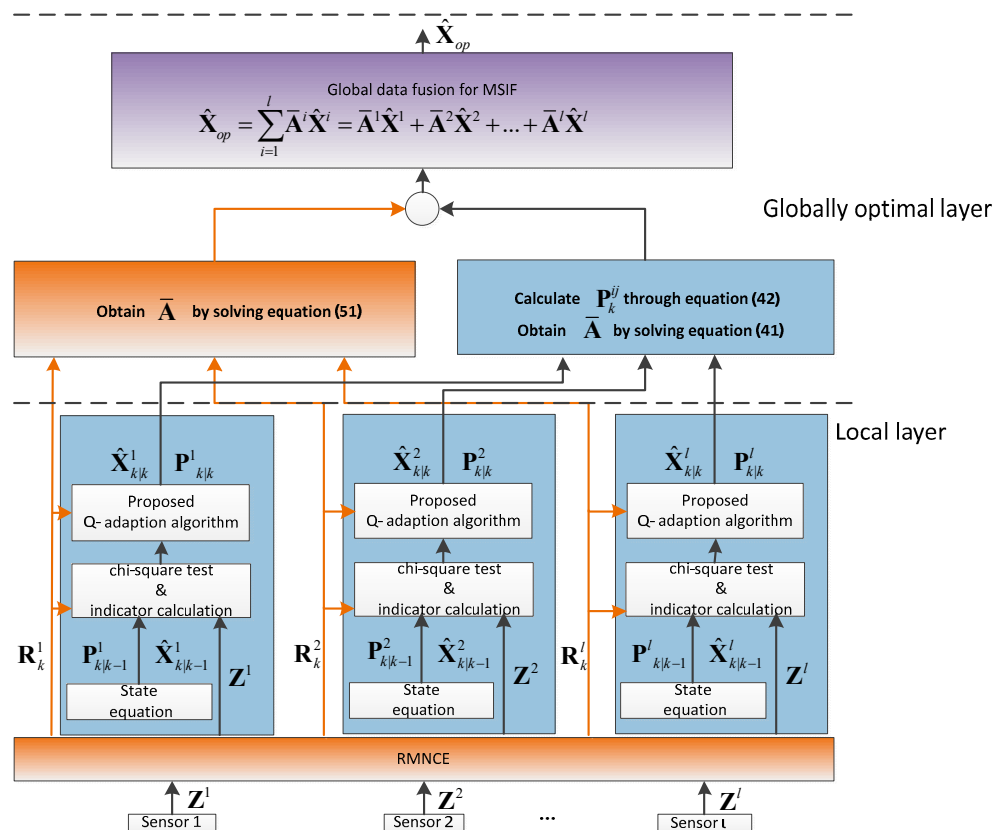 X̂_op
Global data fusion for MSIF
X̂_op = ∑_{i=1}^{l} Ā^i X̂^i = Ā^1 X̂^1 + Ā^2 X̂^2 + ... + Ā^l X̂^l
Globally optimal layer
Obtain Ā by solving equation (51)
Calculate P_k^{ij} through equation (42)
Obtain Ā by solving equation (41)
Local layer
X̂^1_{k|k} P^1_{k|k}
Proposed
Q- adaption algorithm
chi-square test
&
indicator calculation
R^1_k
P^1_{k|k-1} X̂^1_{k|k-1}
Z^1
State
equation
X̂^2_{k|k} P^2_{k|k}
Proposed
Q- adaption algorithm
chi-square test
&
indicator calculation
R^2_k
P^2_{k|k-1} X̂^2_{k|k-1}
Z^2
State
equation
X̂^l_{k|k} P^l_{k|k}
Proposed
Q- adaption algorithm
chi-square test
&
indicator calculation
R^l_k
P^l_{k|k-1} X̂^l_{k|k-1}
Z^l
State
equation
RMNCE
Z^1
Z^2
Z^l
Sensor 1
Sensor 2
...
Sensor ι